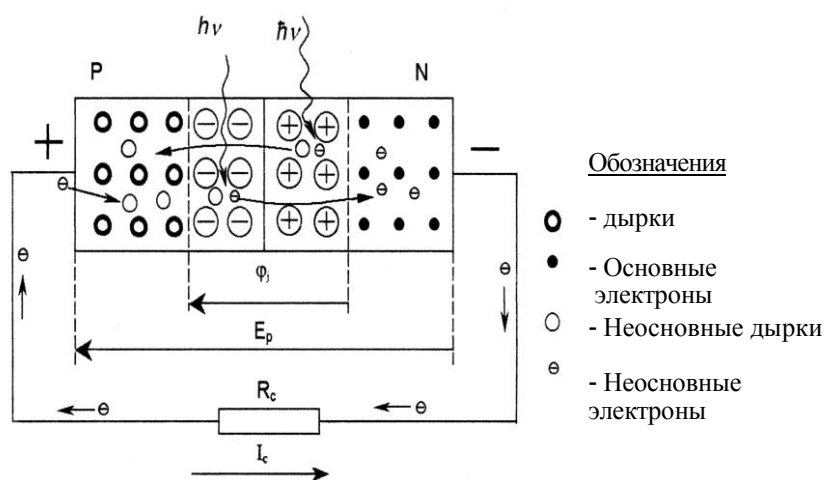 hν ħν
P N
+ −
φj
Ep
Rc
Ic
Обозначения
- дырки
- Основные
электроны
- Неосновные дырки
- Неосновные
электроны